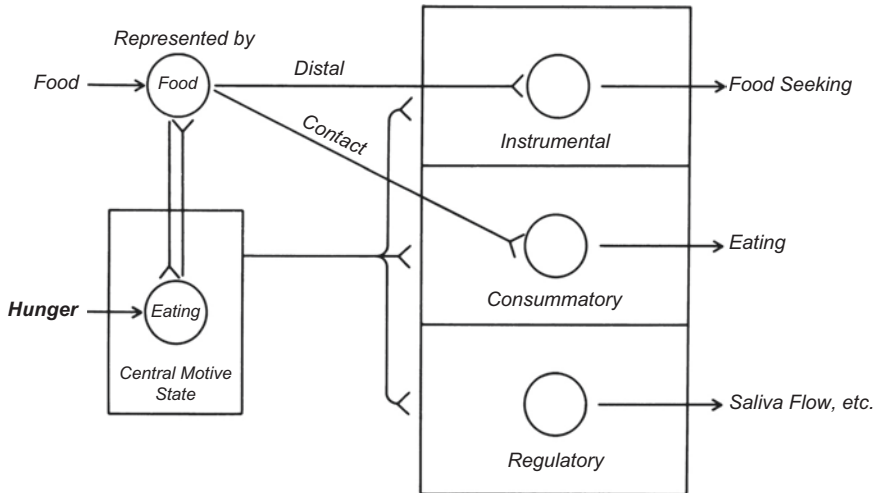 Represented by
Food
Food
Distal
Food Seeking
Contact
Instrumental
Eating
Hunger
Eating
Consummatory
Central Motive
State
Saliva Flow, etc.
Regulatory